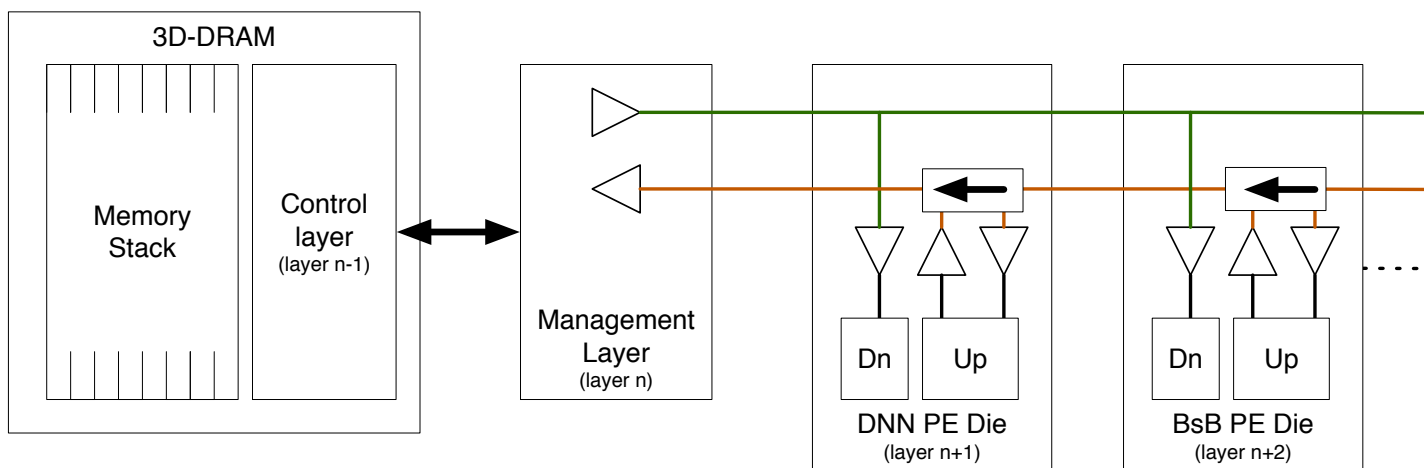 3D-DRAM
Memory
Stack
Control
layer
(layer n-1)
Management
Layer
(layer n)
Dn
Up
DNN PE Die
(layer n+1)
Dn
Up
BsB PE Die
(layer n+2)